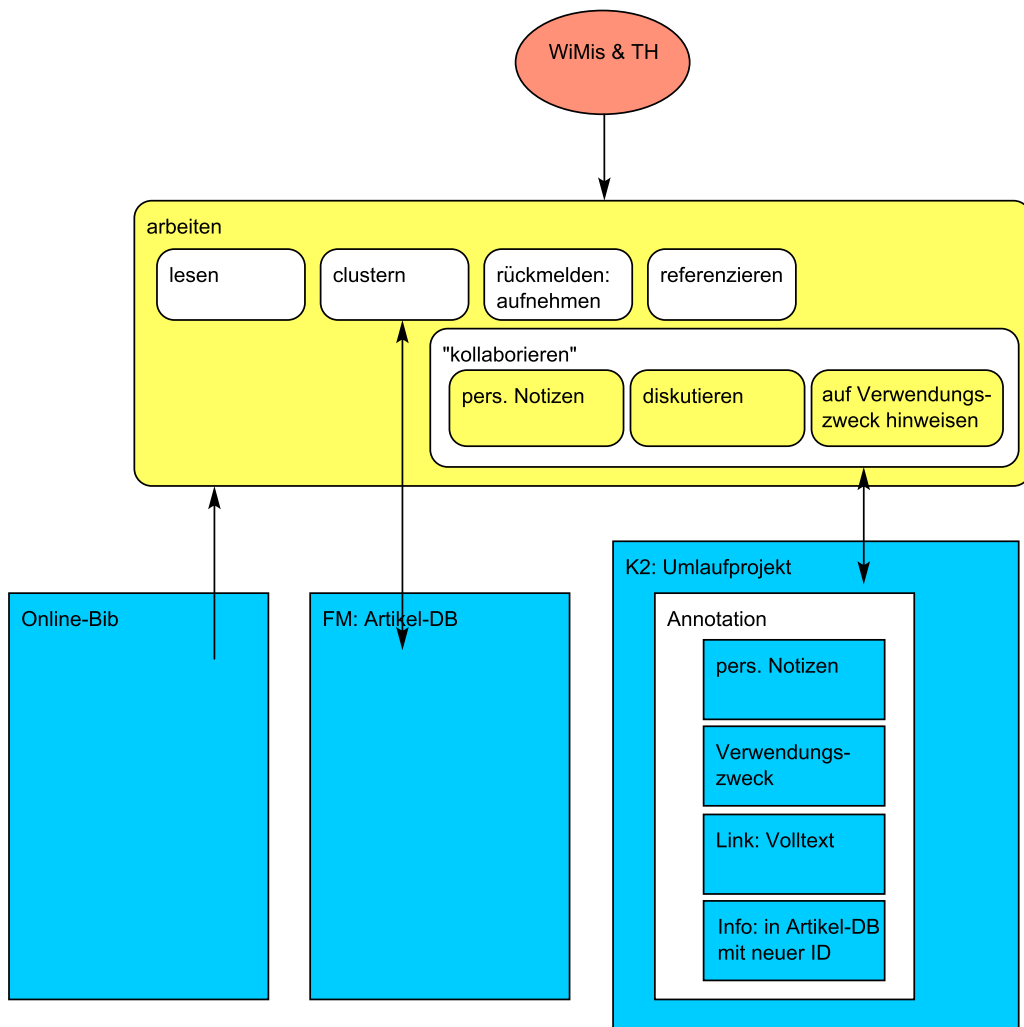 WiMis & TH
arbeiten
lesen
clustern
rückmelden:
aufnehmen
referenzieren
"kollaborieren"
pers. Notizen
diskutieren
auf Verwendungs-
zweck hinweisen
Online-Bib
FM: Artikel-DB
K2: Umlaufprojekt
Annotation
pers. Notizen
Verwendungs-
zweck
Link: Volltext
Info: in Artikel-DB
mit neuer ID